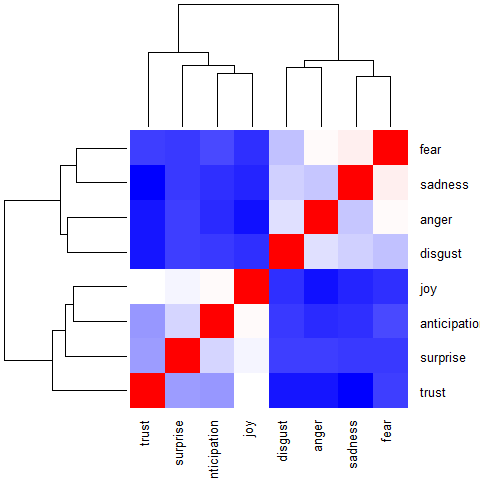 fear
sadness
anger
disgust
joy
anticipatio
surprise
trust
trust
surprise
nticipation
joy
disgust
anger
sadness
fear